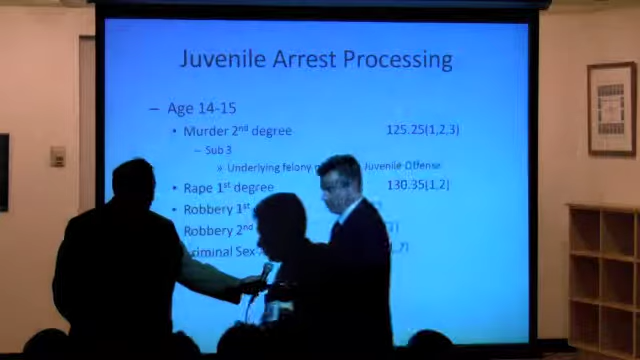 Juvenile Arrest Processing
– Age 14-15
• Murder 2nd degree 125.25(1,2,3)
– Sub 3
» Underlying felony Juvenile Offense
• Rape 1st degree 130.35(1,2)
• Robbery 1st
Robbery 2nd
Sex